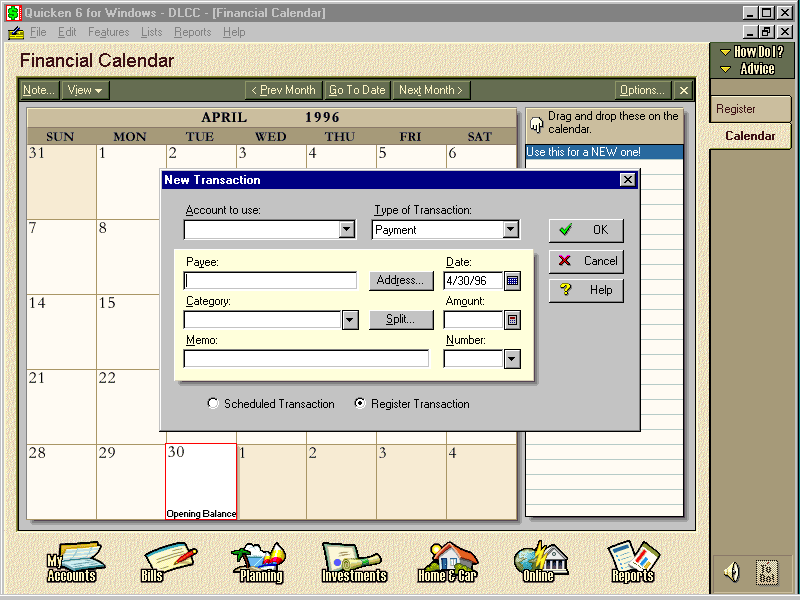 Quicken 6 for Windows - DLCC - [Financial Calendar]
File Edit Features Lists Reports Help
Financial Calendar
How Do I?
Advice
Note... View < Prev Month Go To Date Next Month > Options...
Register
Calendar
APRIL 1996
SUN MON TUE WED THU FRI SAT
Drag and drop these on the
calendar.
Use this for a NEW one!
31 1 2 3 4 5 6
7 8
14 15
21 22
28 29 30 1 2 3 4
Opening Balance
New Transaction
Account to use: Type of Transaction:
Payment
OK
Cancel
Help
Payee: Date:
Address... 4/30/96
Category: Amount:
Split...
Memo: Number:
Scheduled Transaction Register Transaction
My Accounts
Bills
Planning
Investments
Home & Car
Online
Reports
To Do